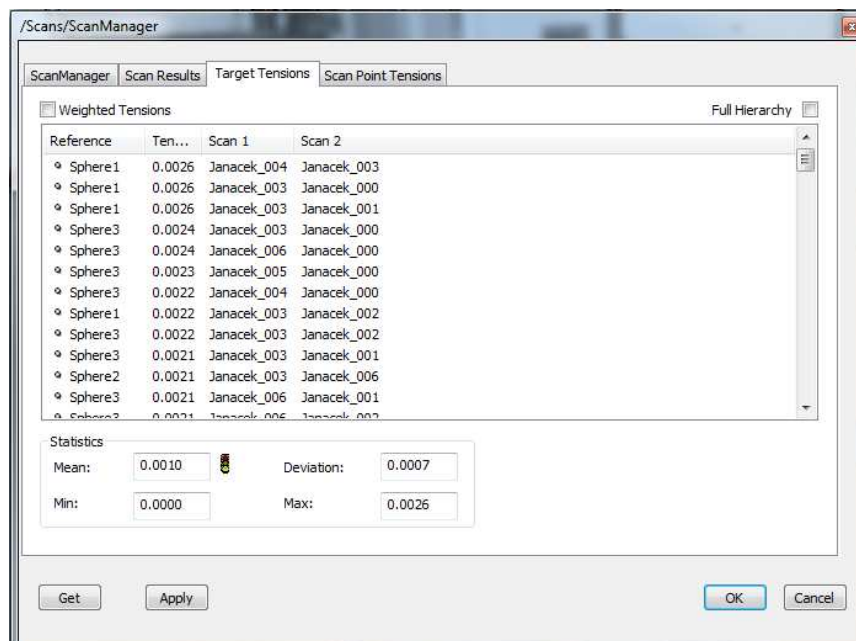 /Scans/ScanManager
ScanManager Scan Results Target Tensions Scan Point Tensions
Weighted Tensions Full Hierarchy
Reference Ten... Scan 1 Scan 2
Sphere1 0.0026 Janacek_004 Janacek_003
Sphere1 0.0026 Janacek_003 Janacek_000
Sphere1 0.0026 Janacek_003 Janacek_001
Sphere3 0.0024 Janacek_003 Janacek_000
Sphere3 0.0024 Janacek_006 Janacek_000
Sphere3 0.0023 Janacek_005 Janacek_000
Sphere3 0.0022 Janacek_004 Janacek_000
Sphere1 0.0022 Janacek_003 Janacek_002
Sphere3 0.0022 Janacek_003 Janacek_002
Sphere3 0.0021 Janacek_003 Janacek_001
Sphere2 0.0021 Janacek_003 Janacek_006
Sphere3 0.0021 Janacek_006 Janacek_001
Sphere3 0.0021 Janacek_006 Janacek_002
Statistics
Mean: 0.0010 Deviation: 0.0007
Min: 0.0000 Max: 0.0026
Get Apply OK Cancel